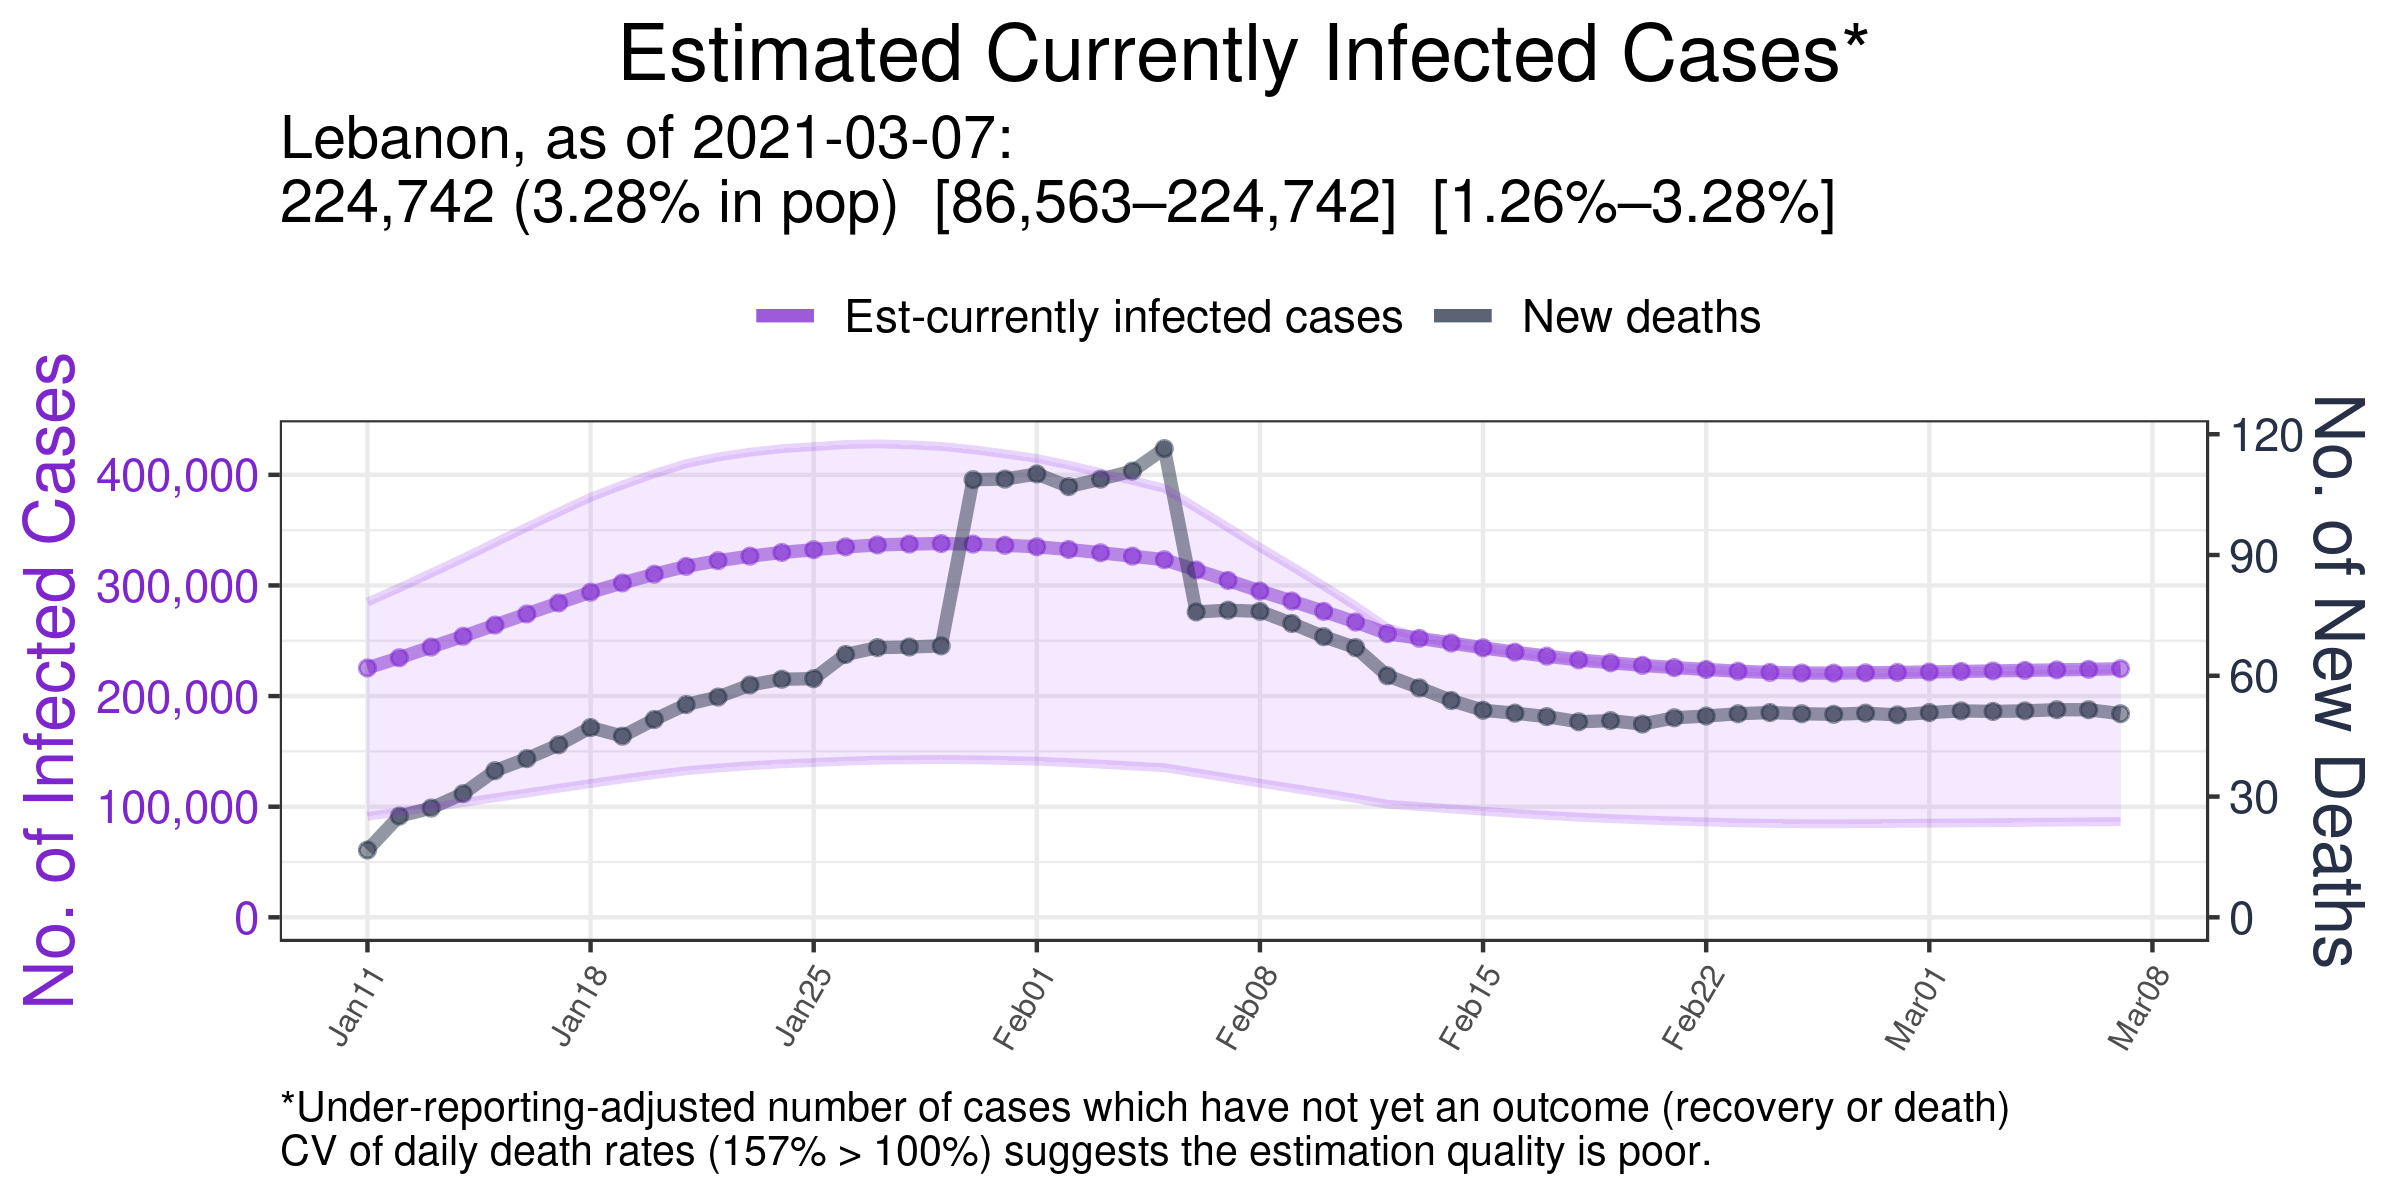 Estimated Currently Infected Cases*
Lebanon, as of 2021-03-07:
224,742 (3.28% in pop)  [86,563–224,742]  [1.26%–3.28%]
Est-currently infected cases
New deaths
No. of Infected Cases
400,000
300,000
200,000
100,000
0
120
90
60
30
0
No. of New Deaths
Jan11
Jan18
Jan25
Feb01
Feb08
Feb15
Feb22
Mar01
Mar08
*Under-reporting-adjusted number of cases which have not yet an outcome (recovery or death)
CV of daily death rates (157% > 100%) suggests the estimation quality is poor.